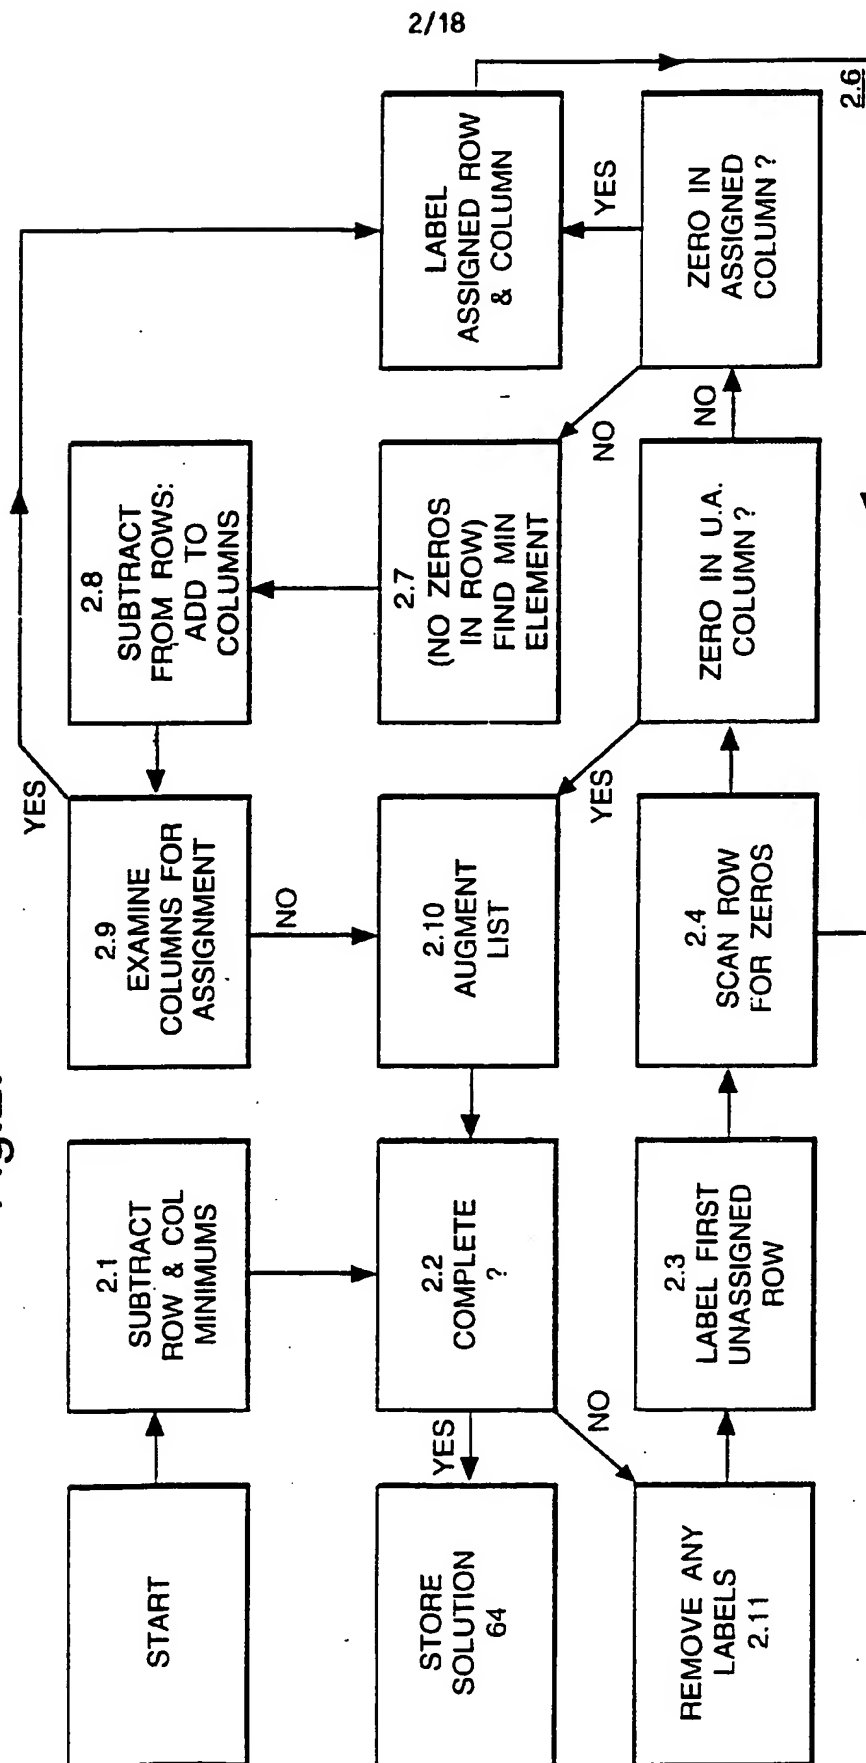 2/18
START
2.1
SUBTRACT
ROW & COL
MINIMUMS
2.9
EXAMINE
COLUMNS FOR
ASSIGNMENT
YES
NO
2.8
SUBTRACT
FROM ROWS:
ADD TO
COLUMNS
STORE
SOLUTION
64
YES
2.2
COMPLETE
?
NO
2.10
AUGMENT
LIST
YES
2.7
(NO ZEROS
IN ROW)
FIND MIN
ELEMENT
NO
LABEL
ASSIGNED ROW
& COLUMN
YES
REMOVE ANY
LABELS
2.11
2.3
LABEL FIRST
UNASSIGNED
ROW
2.4
SCAN ROW
FOR ZEROS
ZERO IN U.A.
COLUMN ?
NO
ZERO IN
ASSIGNED
COLUMN ?
2.6